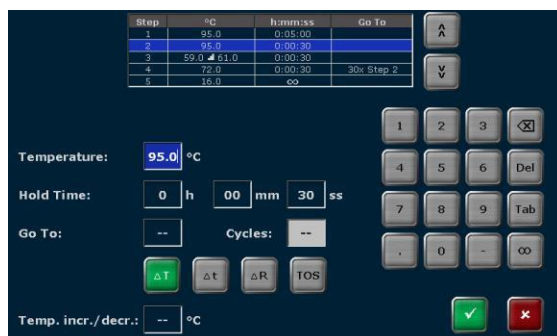 Step °C h:mm:ss Go To
1 95.0 0:05:00
2 95.0 0:00:30
3 59.0 61.0 0:00:30
4 72.0 0:00:30 30x Step 2
5 16.0 ∞
1 2 3
Temperature: 95.0 °C
4 5 6 Del
Hold Time: 0 h 00 mm 30 ss
7 8 9 Tab
Go To: -- Cycles: --
. 0 - ∞
ΔT Δt ΔR TOS
Temp. incr./decr.: -- °C